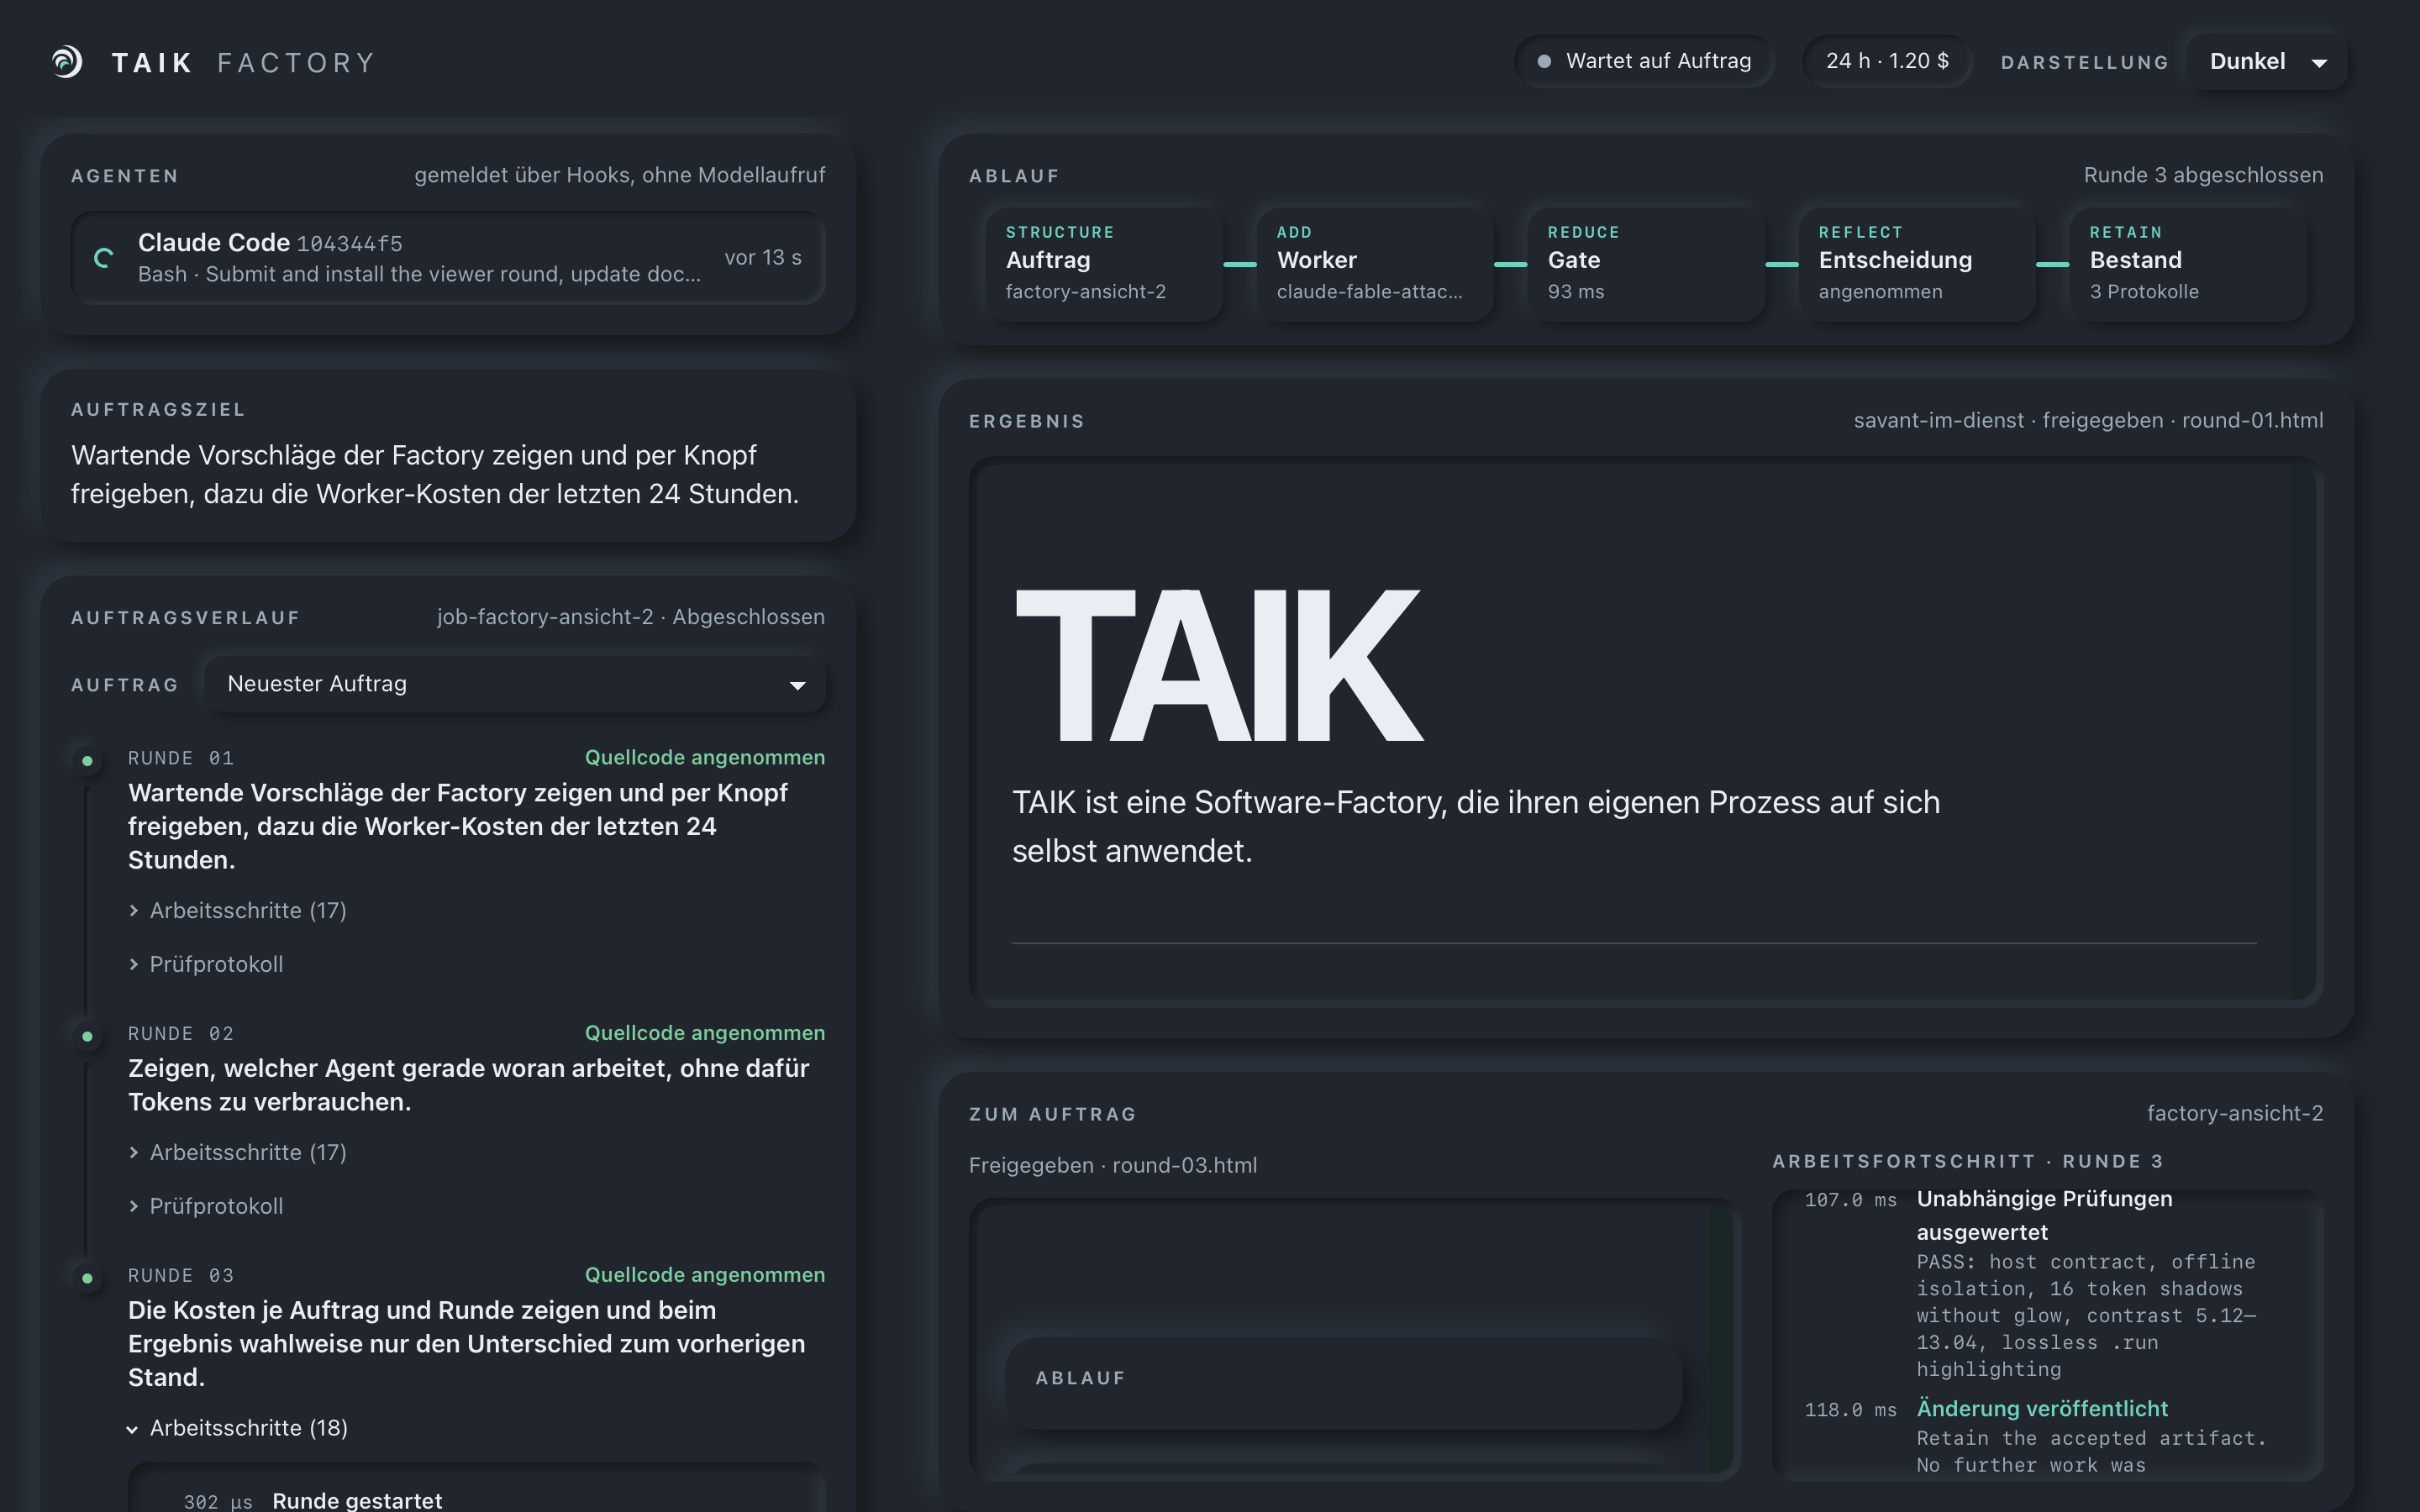 TAIK FACTORY
Wartet auf Auftrag
24 h · 1.20 $
DARSTELLUNG
Dunkel
AGENTEN
gemeldet über Hooks, ohne Modellaufruf
Claude Code 104344f5
Bash · Submit and install the viewer round, update doc…
vor 13 s
AUFTRAGSZIEL
Wartende Vorschläge der Factory zeigen und per Knopf
freigeben, dazu die Worker-Kosten der letzten 24 Stunden.
AUFTRAGSVERLAUF
job-factory-ansicht-2 · Abgeschlossen
AUFTRAG
Neuester Auftrag
RUNDE 01
Quellcode angenommen
Wartende Vorschläge der Factory zeigen und per Knopf
freigeben, dazu die Worker-Kosten der letzten 24
Stunden.
Arbeitsschritte (17)
Prüfprotokoll
RUNDE 02
Quellcode angenommen
Zeigen, welcher Agent gerade woran arbeitet, ohne dafür
Tokens zu verbrauchen.
Arbeitsschritte (17)
Prüfprotokoll
RUNDE 03
Quellcode angenommen
Die Kosten je Auftrag und Runde zeigen und beim
Ergebnis wahlweise nur den Unterschied zum vorherigen
Stand.
Arbeitsschritte (18)
302 µs Runde gestartet
ABLAUF
Runde 3 abgeschlossen
STRUCTURE
Auftrag
factory-ansicht-2
ADD
Worker
claude-fable-attac…
REDUCE
Gate
93 ms
REFLECT
Entscheidung
angenommen
RETAIN
Bestand
3 Protokolle
ERGEBNIS
savant-im-dienst · freigegeben · round-01.html
TAIK
TAIK ist eine Software-Factory, die ihren eigenen Prozess auf sich
selbst anwendet.
ZUM AUFTRAG
factory-ansicht-2
Freigegeben · round-03.html
ABLAUF
ARBEITSFORTSCHRITT · RUNDE 3
107.0 ms Unabhängige Prüfungen
ausgewertet
PASS: host contract, offline
isolation, 16 token shadows
without glow, contrast 5.12–
13.04, lossless .run
highlighting
118.0 ms Änderung veröffentlicht
Retain the accepted artifact.
No further work was